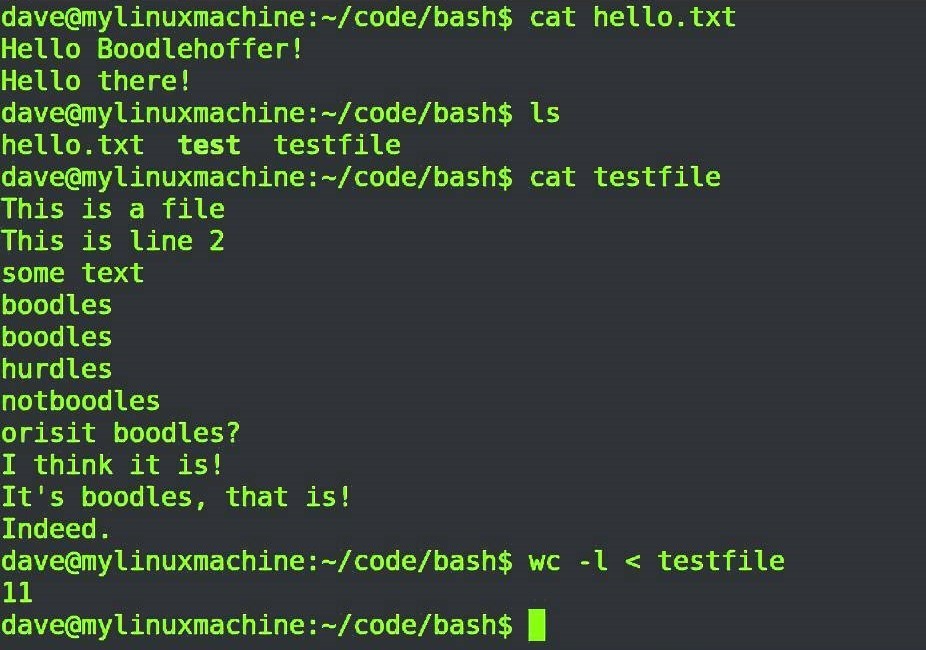 dave@mylinuxmachine:~/code/bash$ cat hello.txt
Hello Boodlehoffer!
Hello there!
dave@mylinuxmachine:~/code/bash$ ls
hello.txt  test  testfile
dave@mylinuxmachine:~/code/bash$ cat testfile
This is a file
This is line 2
some text
boodles
boodles
hurdles
notboodles
orisit boodles?
I think it is!
It's boodles, that is!
Indeed.
dave@mylinuxmachine:~/code/bash$ wc -l < testfile
11
dave@mylinuxmachine:~/code/bash$